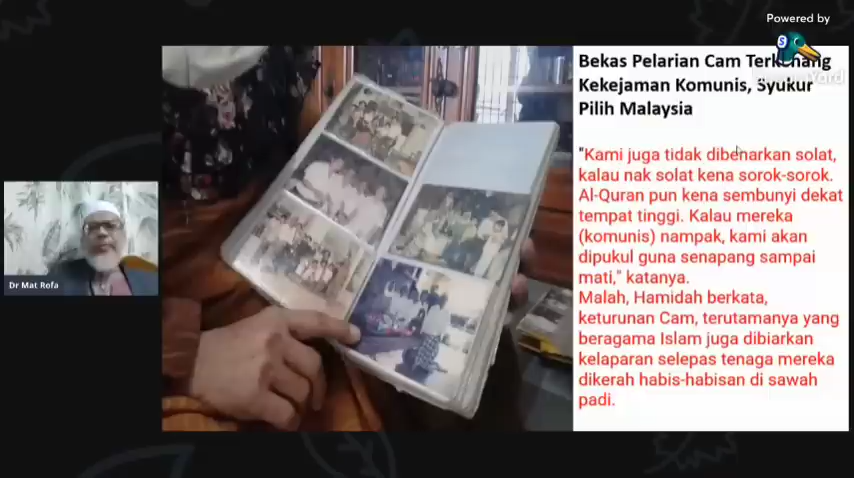 Powered by
Bekas Pelarian Cam Terkenang
Kekejaman Komunis, Syukur
Pilih Malaysia
"Kami juga tidak dibenarkan solat,
kalau nak solat kena sorok-sorok.
Al-Quran pun kena sembunyi dekat
tempat tinggi. Kalau mereka
(komunis) nampak, kami akan
dipukul guna senapang sampai
mati," katanya.
Malah, Hamidah berkata,
keturunan Cam, terutamanya yang
beragama Islam juga dibiarkan
kelaparan selepas tenaga mereka
dikerah habis-habisan di sawah
padi.
Dr Mat Rofa